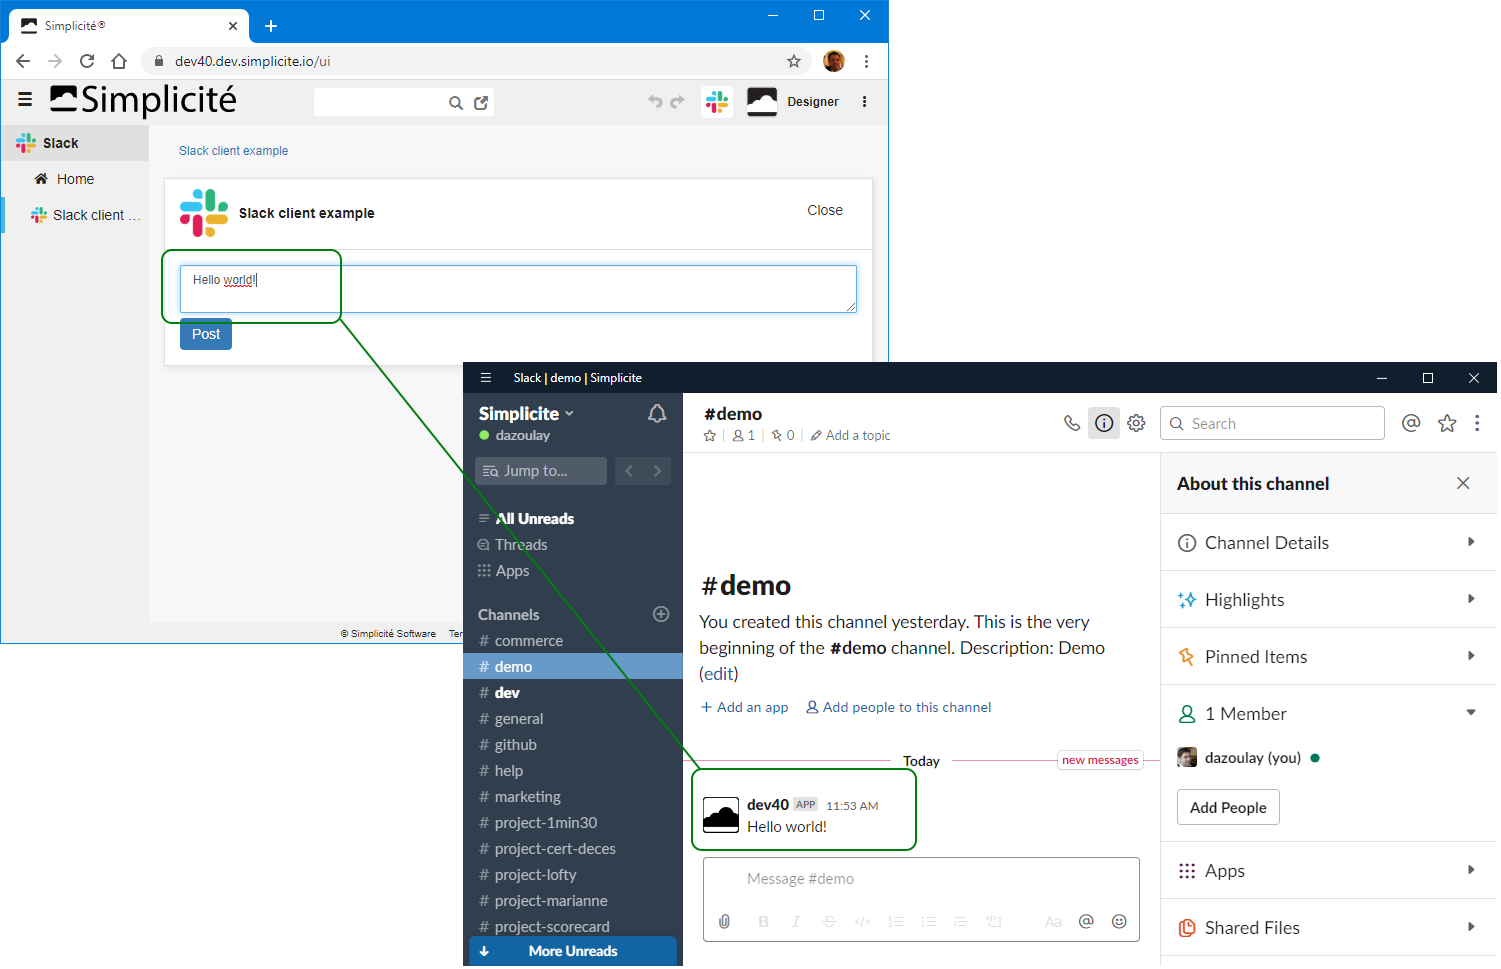 Simplicité®
dev40.dev.simplicite.io/ui
Simplicité
Designer
Slack
Home
Slack client ...
Slack client example
Slack client example
Close
Hello world!
Post
© Simplicité Software Ter
Slack | demo | Simplicite
Simplicite
dazoulay
Jump to...
All Unreads
Threads
Apps
Channels
# commerce
# demo
# dev
# general
# github
# help
# marketing
# project-1min30
# project-cert-deces
# project-lofty
# project-marianne
# project-scorecard
More Unreads
#demo
1 | 0 | Add a topic
Search
#demo
You created this channel yesterday. This is the very
beginning of the #demo channel. Description: Demo
(edit)
+ Add an app Add people to this channel
Today
new messages
dev40 APP 11:53 AM
Hello world!
Message #demo
B I S </> Aa @
About this channel
Channel Details
Highlights
Pinned Items
1 Member
dazoulay (you)
Add People
Apps
Shared Files